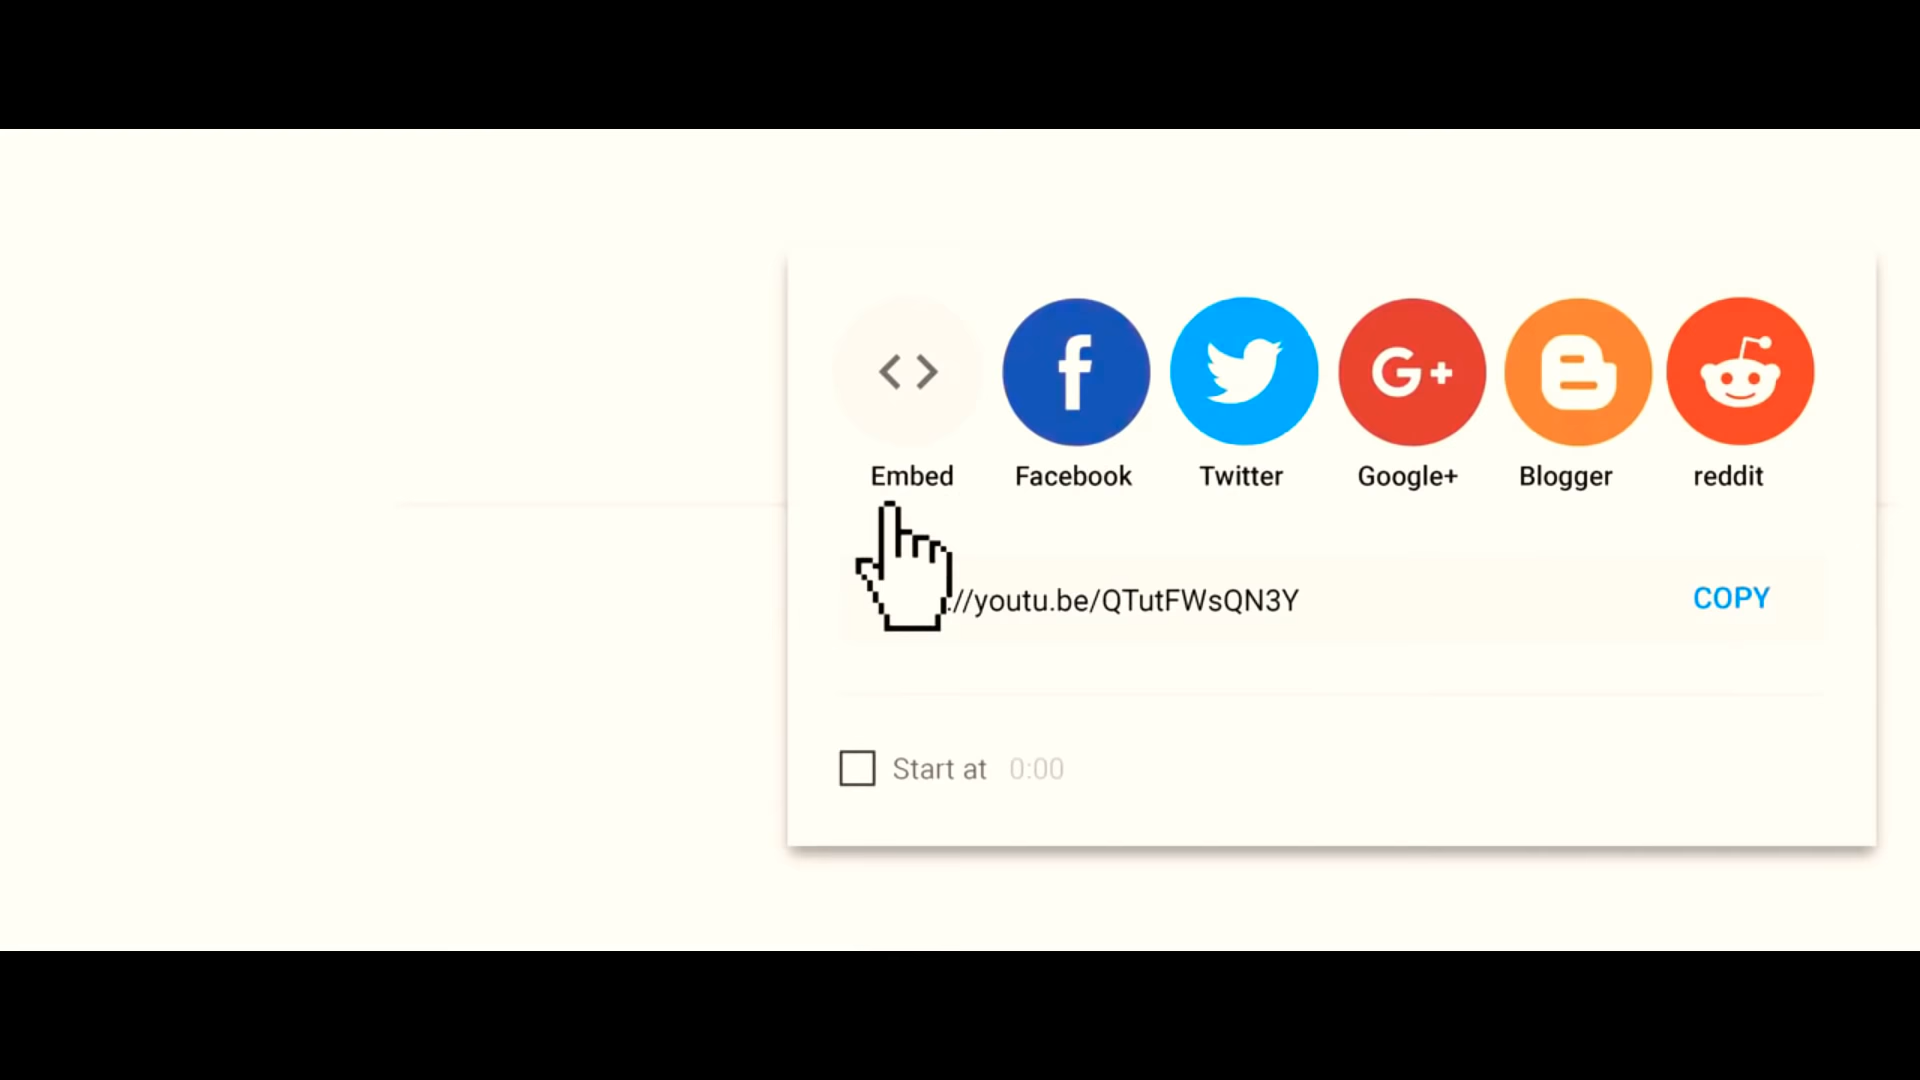 Embed Facebook Twitter Google+ Blogger reddit
://youtu.be/QTutFWsQN3Y COPY
Start at 0:00